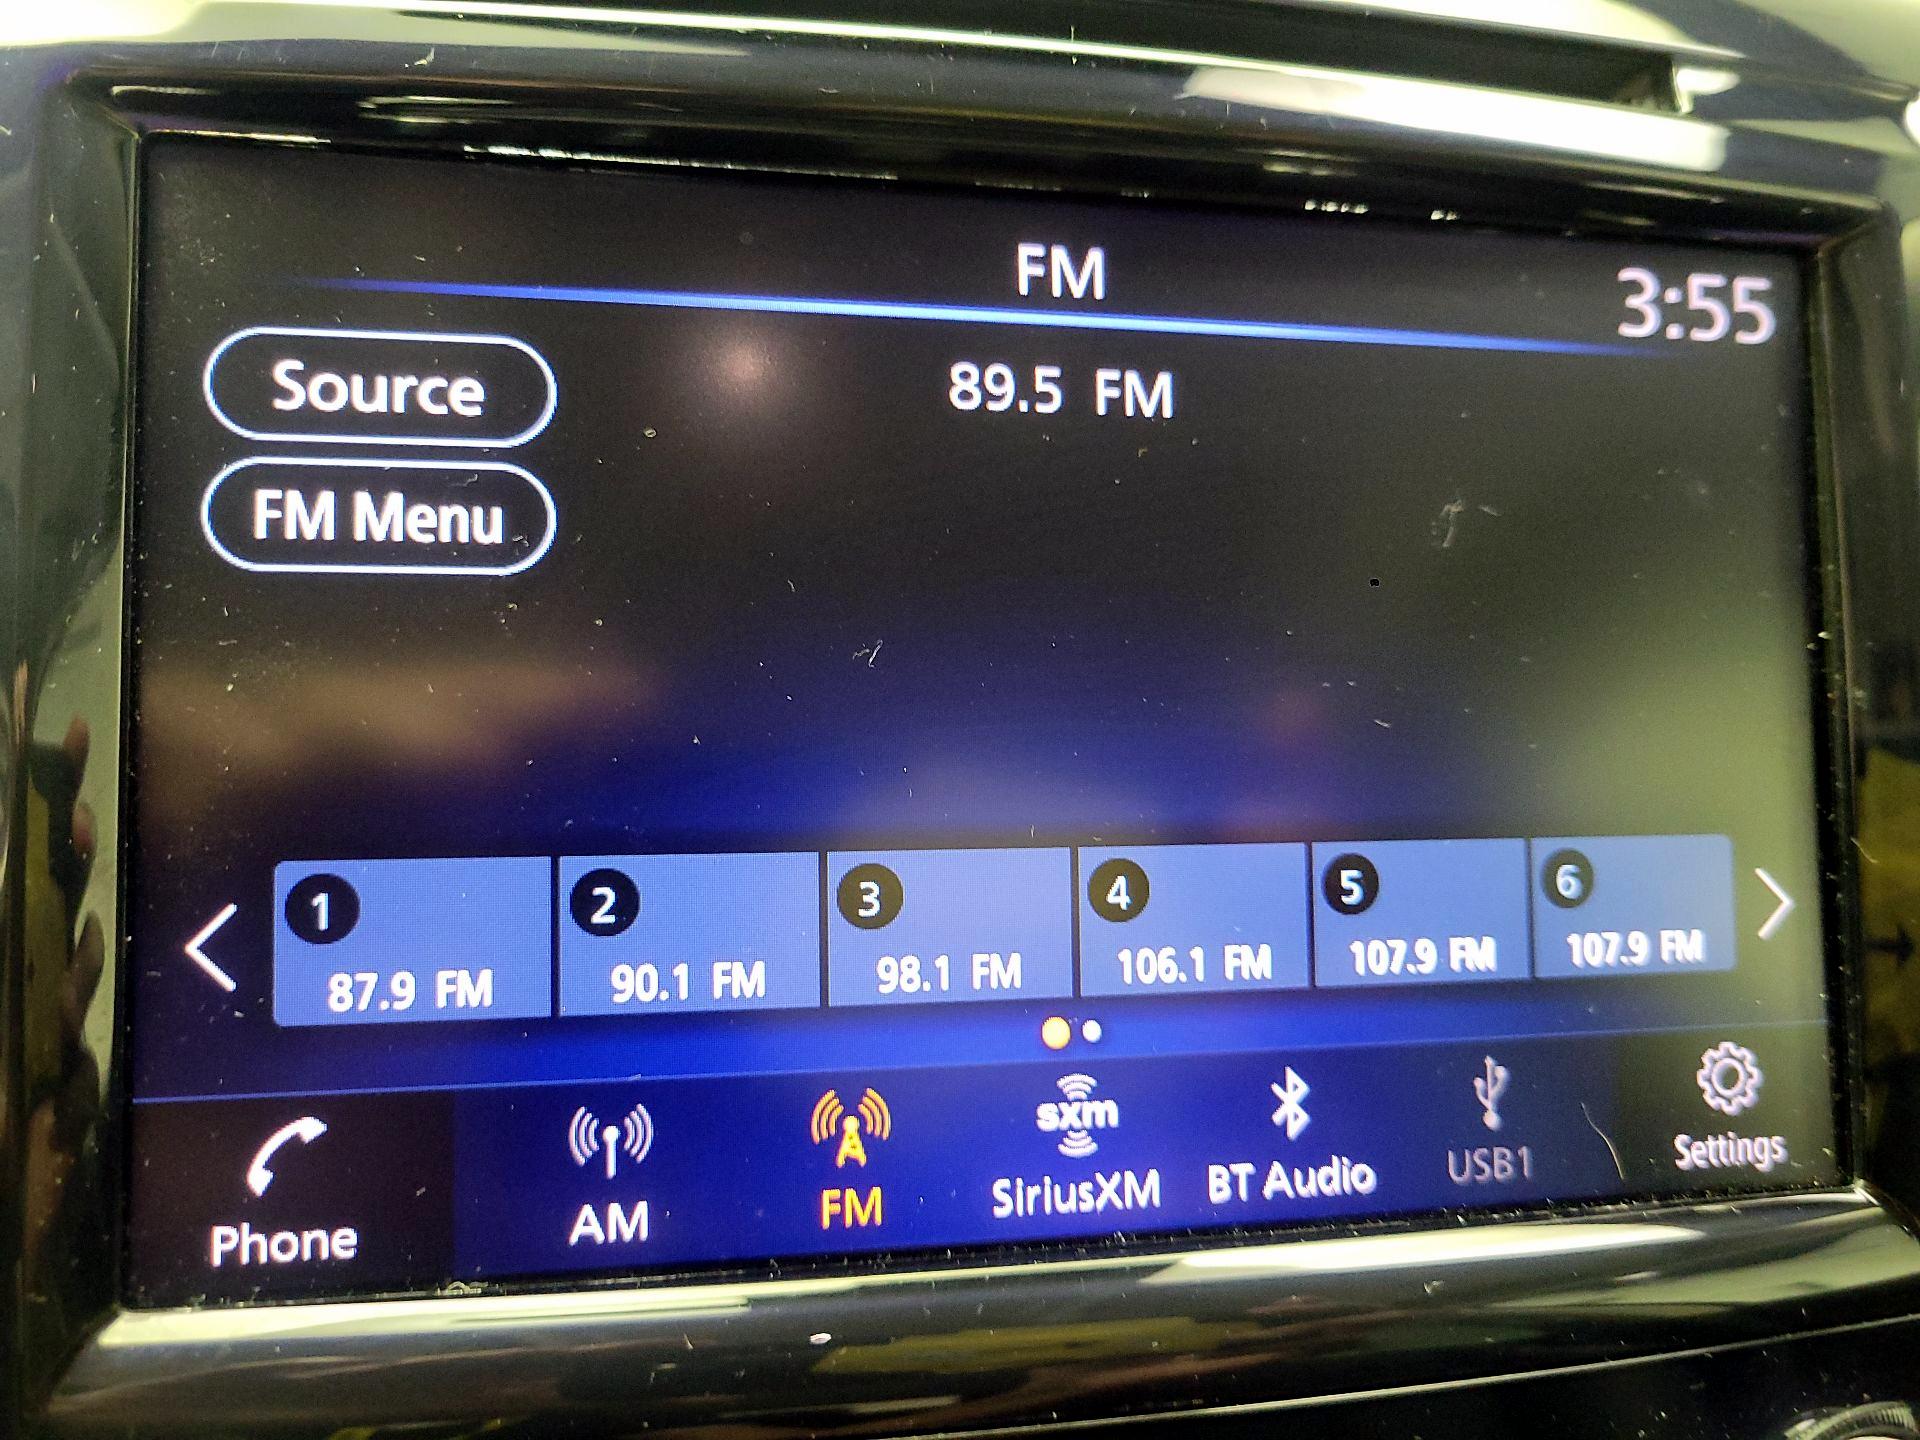 FM
3:55
Source
89.5 FM
FM Menu
1 2 3 4 5 6
87.9 FM 90.1 FM 98.1 FM 106.1 FM 107.9 FM 107.9 FM
sxm
Phone AM FM SiriusXM BT Audio USB1 Settings